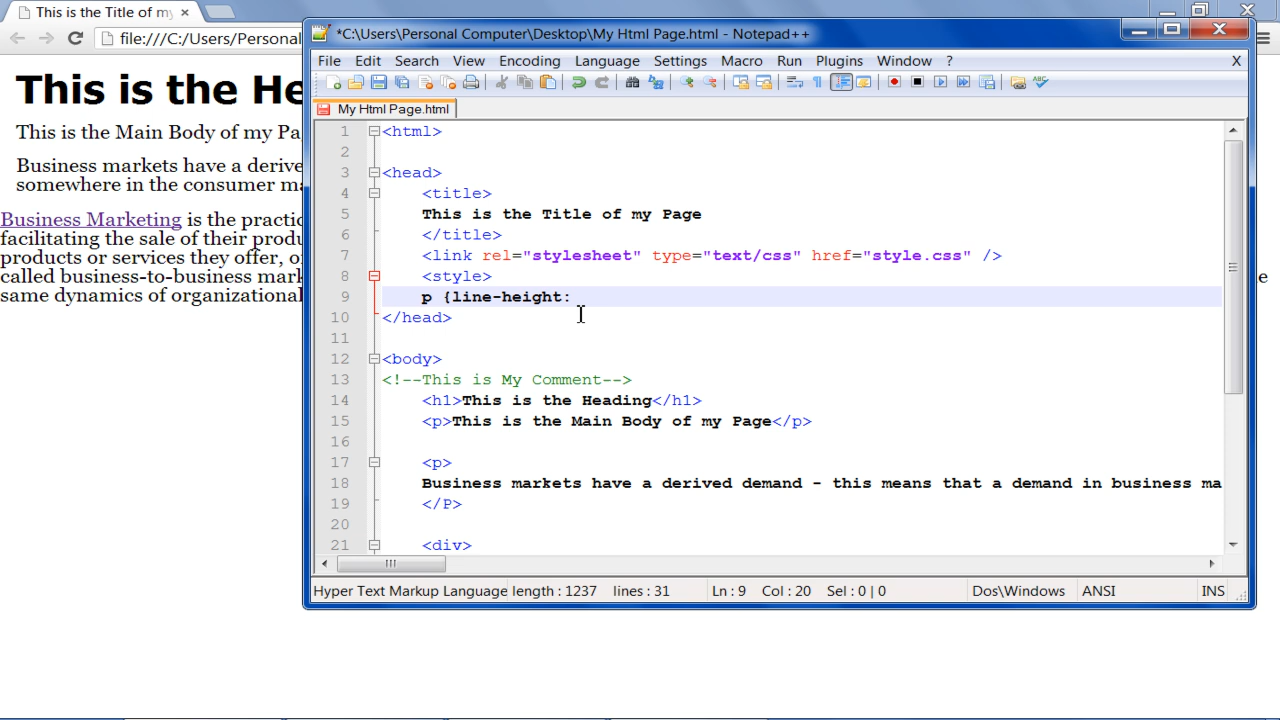 This is the Title of my
file:///C:/Users/Personal
This is the He
This is the Main Body of my Pa
Business markets have a derive
somewhere in the consumer ma
Business Marketing is the practic
facilitating the sale of their produ
products or services they offer, o
called business-to-business mark
same dynamics of organizational
e
*C:\Users\Personal Computer\Desktop\My Html Page.html - Notepad++
File Edit Search View Encoding Language Settings Macro Run Plugins Window ? X
My Html Page.html
1 <html>
2
3 <head>
4 <title>
5 This is the Title of my Page
6 </title>
7 <link rel="stylesheet" type="text/css" href="style.css" />
8 <style>
9 p {line-height:
10 </head>
11
12 <body>
13 <!--This is My Comment-->
14 <h1>This is the Heading</h1>
15 <p>This is the Main Body of my Page</p>
16
17 <p>
18 Business markets have a derived demand - this means that a demand in business ma
19 </P>
20
21 <div>
Hyper Text Markup Language length : 1237 lines : 31 Ln : 9 Col : 20 Sel : 0 | 0 Dos\Windows ANSI INS